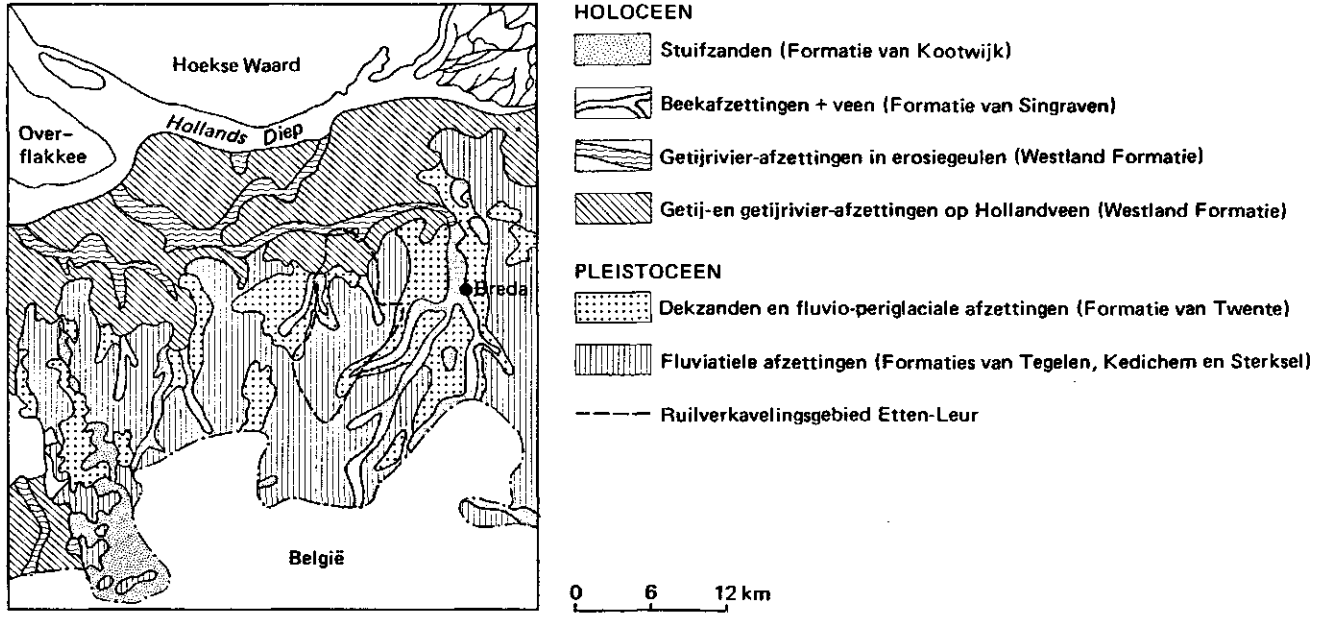 Hoekse Waard
Over-
flakkee
Hollands Diep
Breda
België
HOLOCEEN
Stuifzanden (Formatie van Kootwijk)
Beekafzettingen + veen (Formatie van Singraven)
Getijrivier-afzettingen in erosiegeulen (Westland Formatie)
Getij-en getijrivier-afzettingen op Hollandveen (Westland Formatie)
PLEISTOCEEN
Dekzanden en fluvio-periglaciale afzettingen (Formatie van Twente)
Fluviatiele afzettingen (Formaties van Tegelen, Kedichem en Sterksel)
Ruilverkavelingsgebied Etten-Leur
0 6 12 km